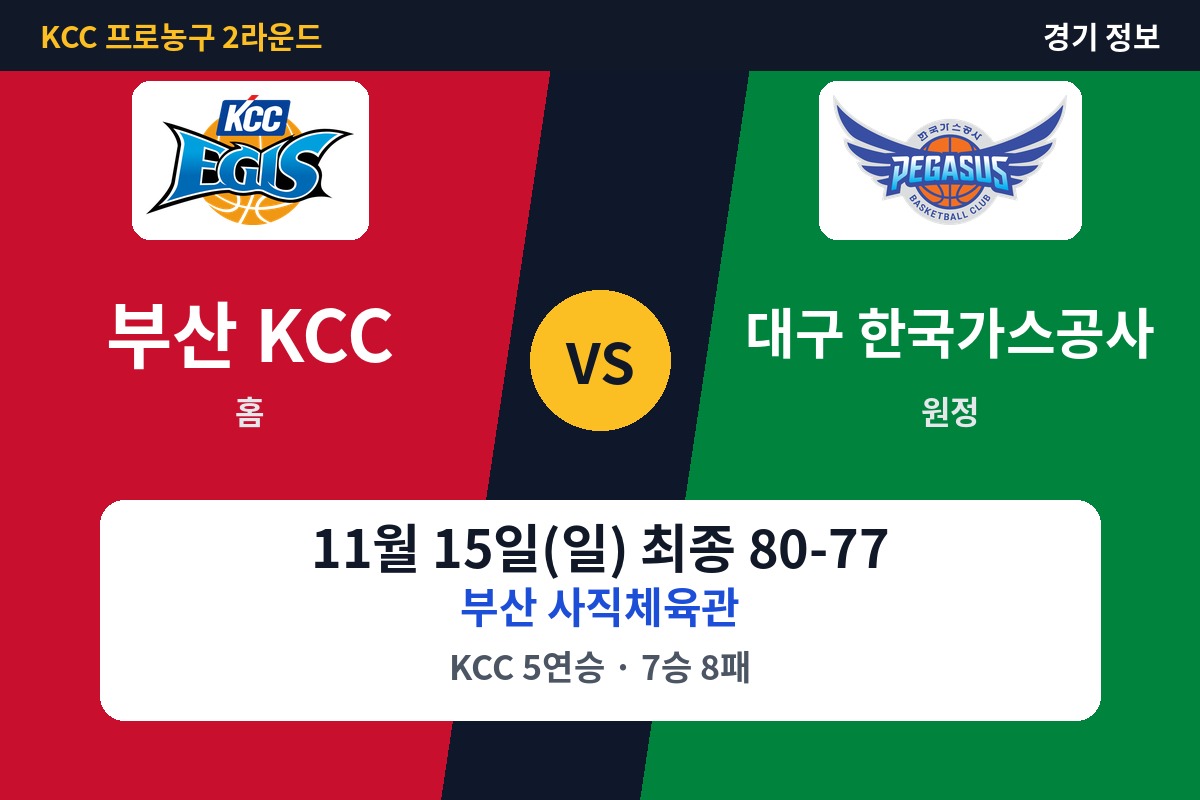 KCC 프로농구 2라운드
경기 정보
KCC
EGIS
한국가스공사
PEGASUS
BASKETBALL CLUB
부산 KCC
홈
VS
대구 한국가스공사
원정
11월 15일(일) 최종 80-77
부산 사직체육관
KCC 5연승 · 7승 8패